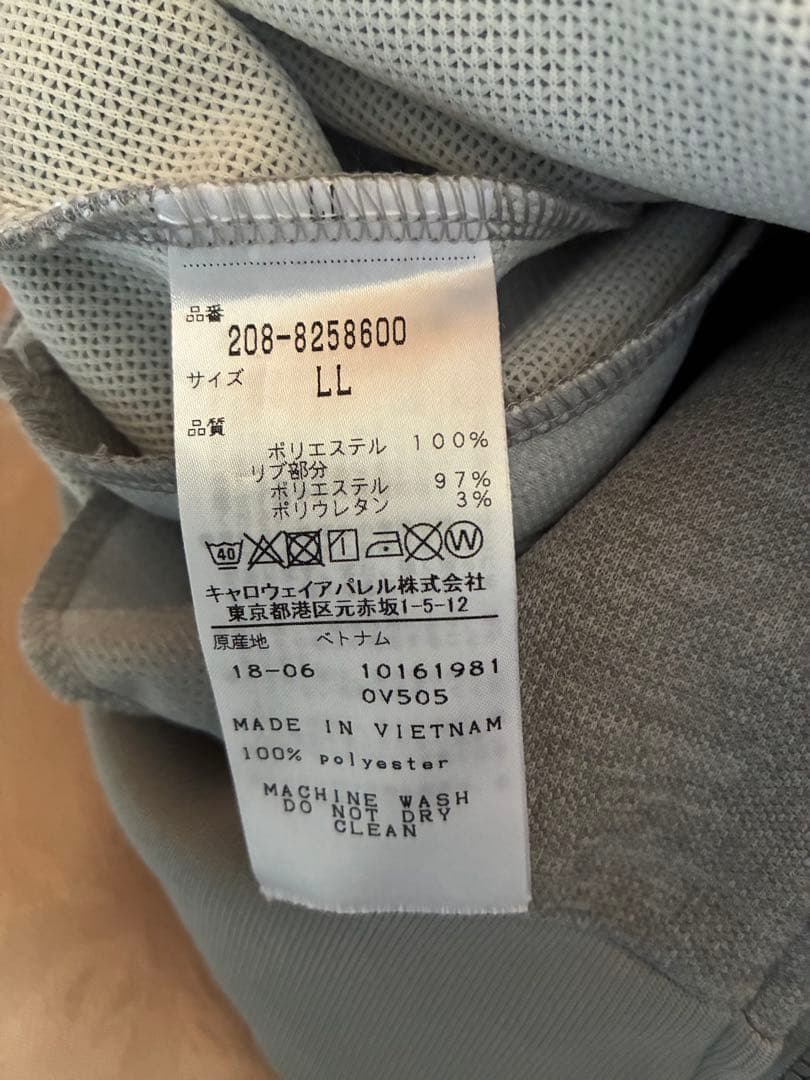 品番
208-8258600
サイズ LL
品質
ポリエステル 100%
リブ部分
ポリエステル 97%
ポリウレタン 3%
40 W
キャロウェイアパレル株式会社
東京都港区元赤坂1-5-12
原産地 ベトナム
18-06 10161981
0V505
MADE IN VIETNAM
100% polyester
MACHINE WASH
DO NOT DRY
CLEAN